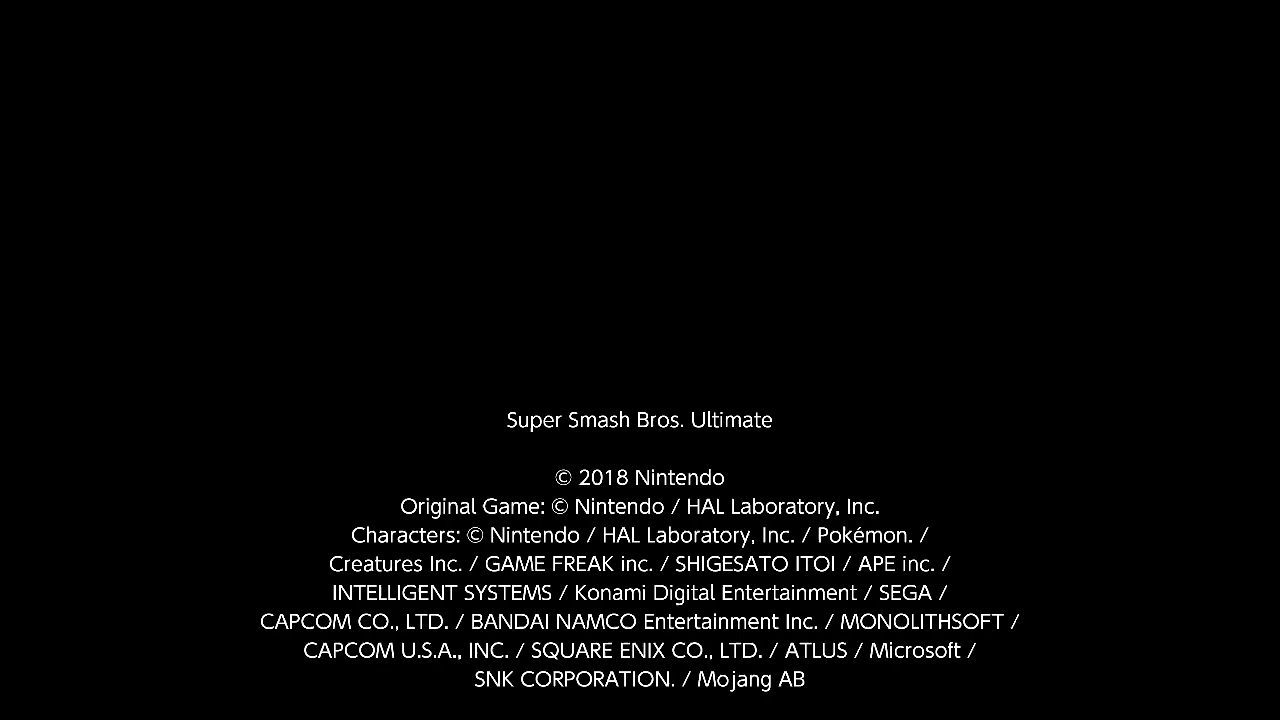 Super Smash Bros. Ultimate
© 2018 Nintendo
Original Game: © Nintendo / HAL Laboratory, Inc.
Characters: © Nintendo / HAL Laboratory, Inc. / Pokémon. /
Creatures Inc. / GAME FREAK inc. / SHIGESATO ITOI / APE inc. /
INTELLIGENT SYSTEMS / Konami Digital Entertainment / SEGA /
CAPCOM CO., LTD. / BANDAI NAMCO Entertainment Inc. / MONOLITHSOFT /
CAPCOM U.S.A., INC. / SQUARE ENIX CO., LTD. / ATLUS / Microsoft /
SNK CORPORATION. / Mojang AB